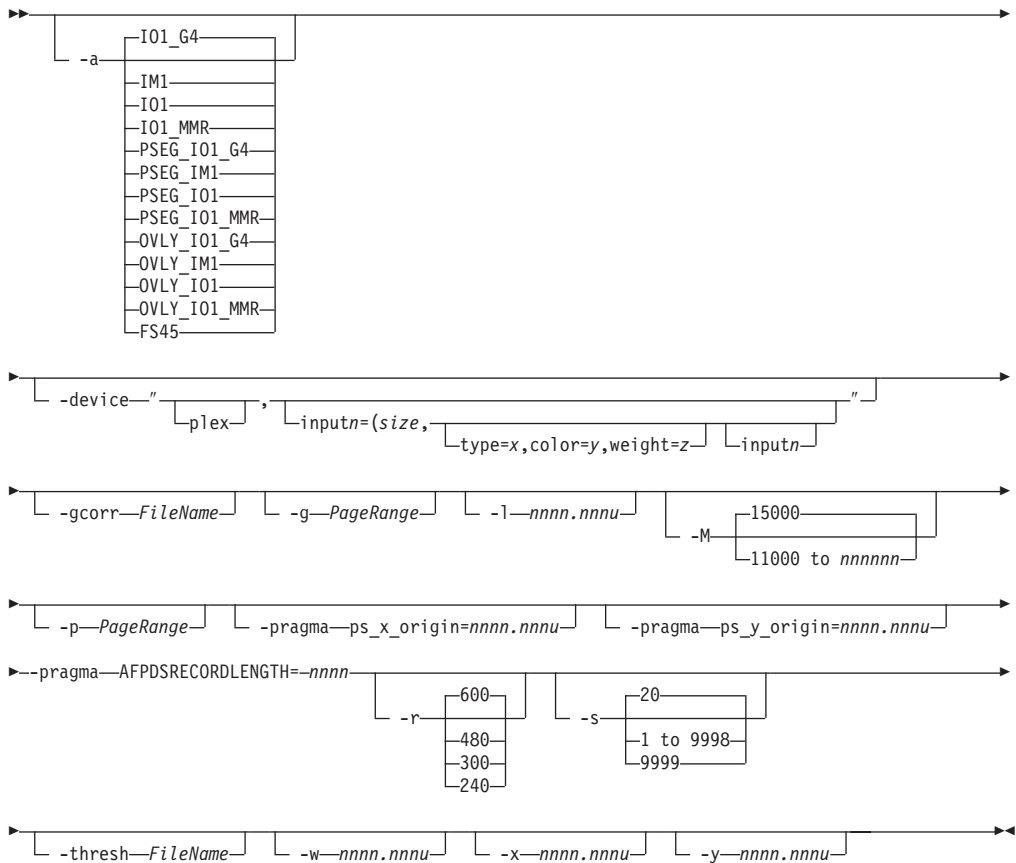 IO1_G4
-a
IM1
IO1
IO1_MMR
PSEG_IO1_G4
PSEG_IM1
PSEG_IO1
PSEG_IO1_MMR
OVLY_IO1_G4
OVLY_IM1
OVLY_IO1
OVLY_IO1_MMR
FS45
-device " plex , inputn=(size, type=x,color=y,weight=z inputn "
-gcorr FileName -g PageRange -l nnnn.nnnu -M 15000
11000 to nnnnnn
-p PageRange -pragma ps_x_origin=nnnn.nnnu -pragma ps_y_origin=nnnn.nnnu
-pragma AFPDSRECORDLENGTH= nnnn -r 600 -s 20
480 1 to 9998
300 9999
240
-thresh FileName -w nnnn.nnnu -x nnnn.nnnu -y nnnn.nnnu